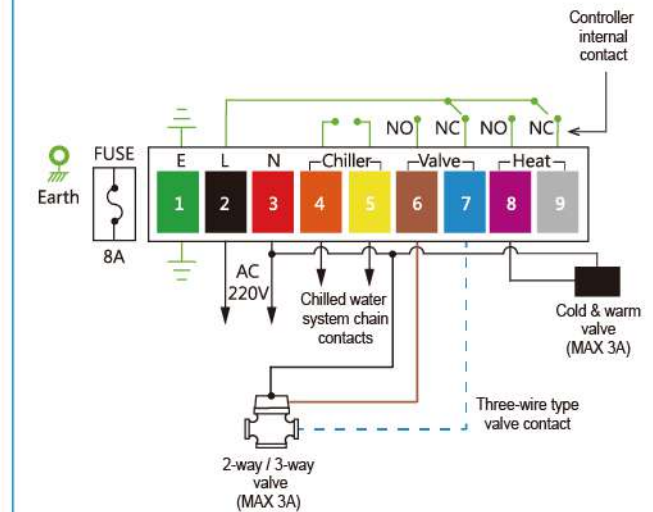 Controller
internal
contact
NO NC NO NC
Earth
FUSE
8A
E L N Chiller Valve Heat
1 2 3 4 5 6 7 8 9
AC
220V
Chilled water
system chain
contacts
Cold & warm
valve
(MAX 3A)
Three-wire type
valve contact
2-way / 3-way
valve
(MAX 3A)